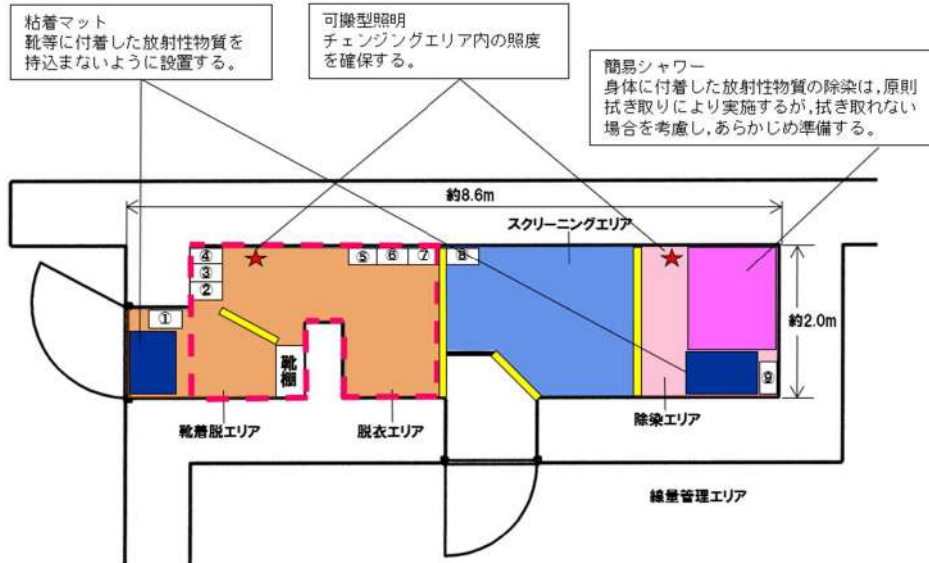 粘着マット
靴等に付着した放射性物質を
持込まないように設置する。
可搬型照明
チェンジングエリア内の照度
を確保する。
簡易シャワー
身体に付着した放射性物質の除染は,原則
拭き取りにより実施するが,拭き取れない
場合を考慮し,あらかじめ準備する。
約8.6m
スクリーニングエリア
④
③
②
①
⑤
⑥
⑦
⑧
約2.0m
靴棚
⑨
靴着脱エリア
脱衣エリア
除染エリア
線量管理エリア